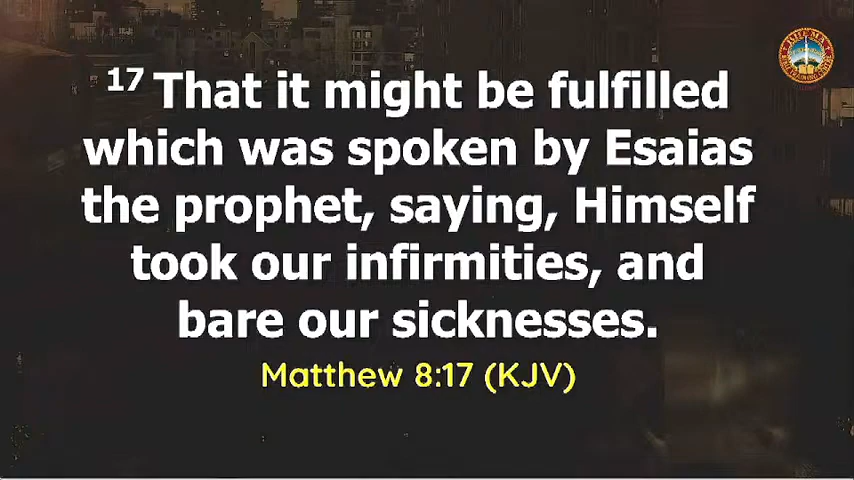 17 That it might be fulfilled
which was spoken by Esaias
the prophet, saying, Himself
took our infirmities, and
bare our sicknesses.
Matthew 8:17 (KJV)